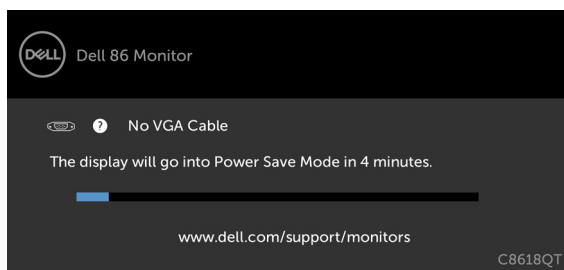 DELL
Dell 86 Monitor
? No VGA Cable
The display will go into Power Save Mode in 4 minutes.
www.dell.com/support/monitors
C8618QT